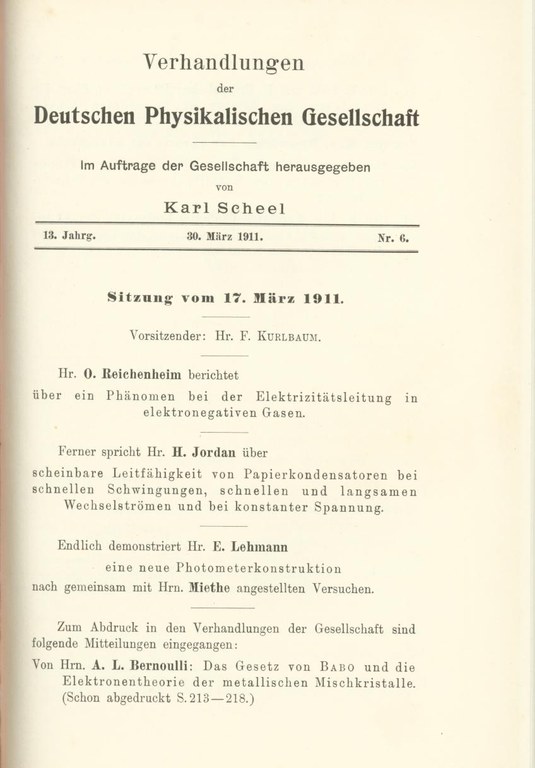 Verhandlungen
der
Deutschen Physikalischen Gesellschaft
Im Auftrage der Gesellschaft herausgegeben
von
Karl Scheel
13. Jahrg. 30. März 1911. Nr. 6.
Sitzung vom 17. März 1911.
Vorsitzender: Hr. F. KURLBAUM.
Hr. O. Reichenheim berichtet
über ein Phänomen bei der Elektrizitätsleitung in
elektronegativen Gasen.
Ferner spricht Hr. H. Jordan über
scheinbare Leitfähigkeit von Papierkondensatoren bei
schnellen Schwingungen, schnellen und langsamen
Wechselströmen und bei konstanter Spannung.
Endlich demonstriert Hr. E. Lehmann
eine neue Photometerkonstruktion
nach gemeinsam mit Hrn. Miethe angestellten Versuchen.
Zum Abdruck in den Verhandlungen der Gesellschaft sind
folgende Mitteilungen eingegangen:
Von Hrn. A. L. Bernoulli: Das Gesetz von BABO und die
Elektronentheorie der metallischen Mischkristalle.
(Schon abgedruckt S. 213—218.)